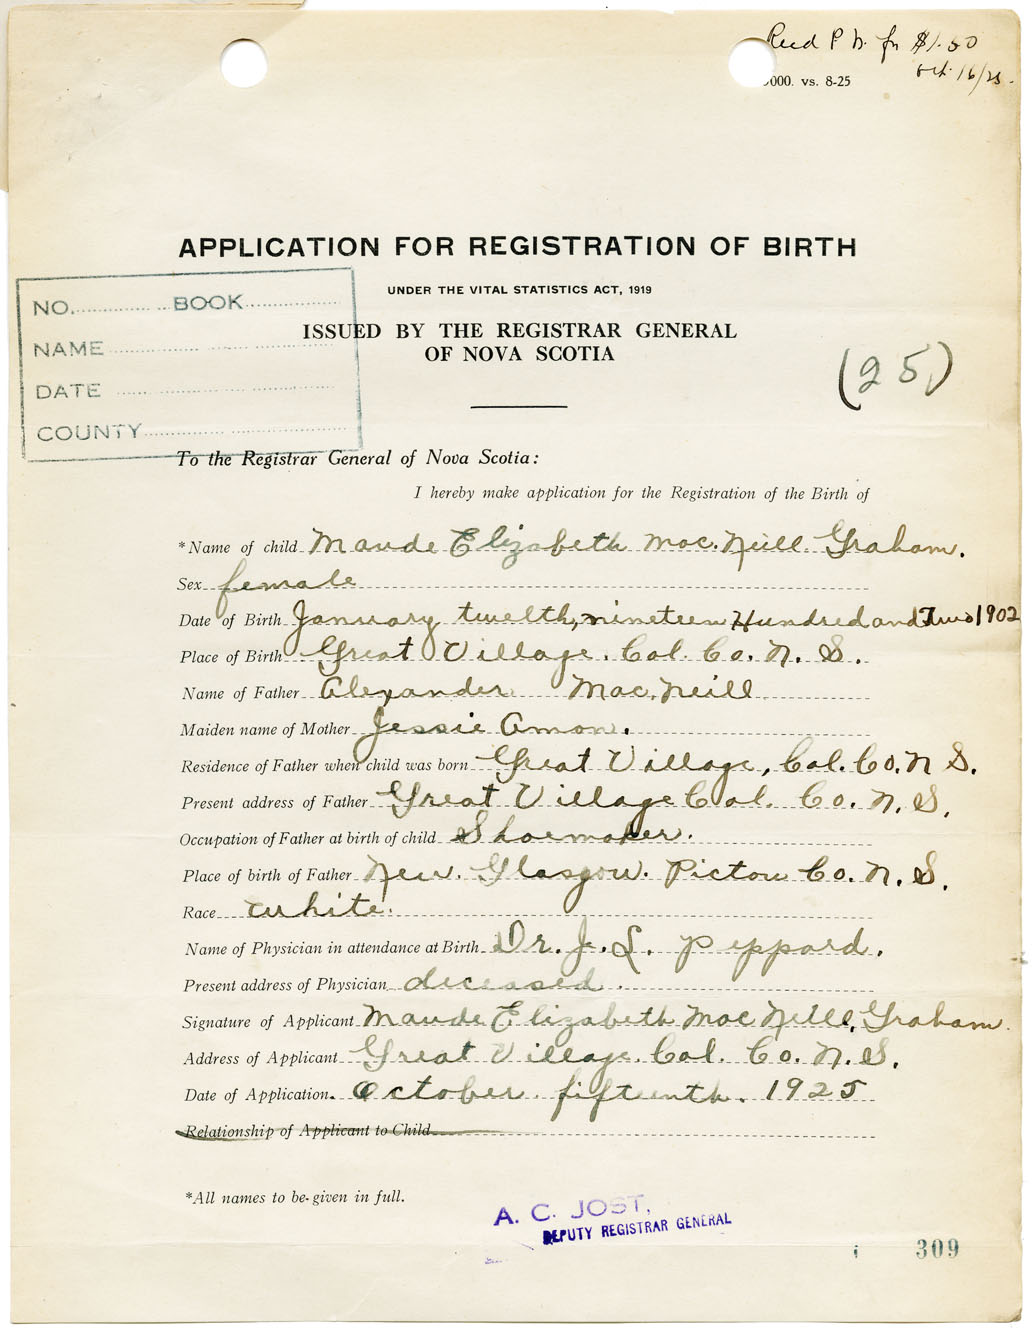 Recd P N. for $1.50
Oct. 16/25.
000. vs. 8-25
APPLICATION FOR REGISTRATION OF BIRTH
UNDER THE VITAL STATISTICS ACT, 1919
ISSUED BY THE REGISTRAR GENERAL
OF NOVA SCOTIA
NO. BOOK
NAME
DATE
COUNTY
(25)
To the Registrar General of Nova Scotia:
I hereby make application for the Registration of the Birth of
*Name of child Maude Elizabeth Mac.Neill Graham.
Sex female
Date of Birth January twelth, nineteen Hundred and Two 1902
Place of Birth Great Village. Col. Co. N. S.
Name of Father Alexander Mac.Neill
Maiden name of Mother Jessie Amon.
Residence of Father when child was born Great Village, Col. Co. N S.
Present address of Father Great Village Col. Co. N. S.
Occupation of Father at birth of child Shoemaker.
Place of birth of Father New. Glasgow. Pictou Co. N. S.
Race white.
Name of Physician in attendance at Birth Dr. J. L. Peppard.
Present address of Physician deceased.
Signature of Applicant Maude Elizabeth Mac Neill, Graham.
Address of Applicant Great Village. Col. Co. N. S.
Date of Application. October fifteenth. 1925
Relationship of Applicant to Child
*All names to be given in full.
A. C. JOST,
DEPUTY REGISTRAR GENERAL
309